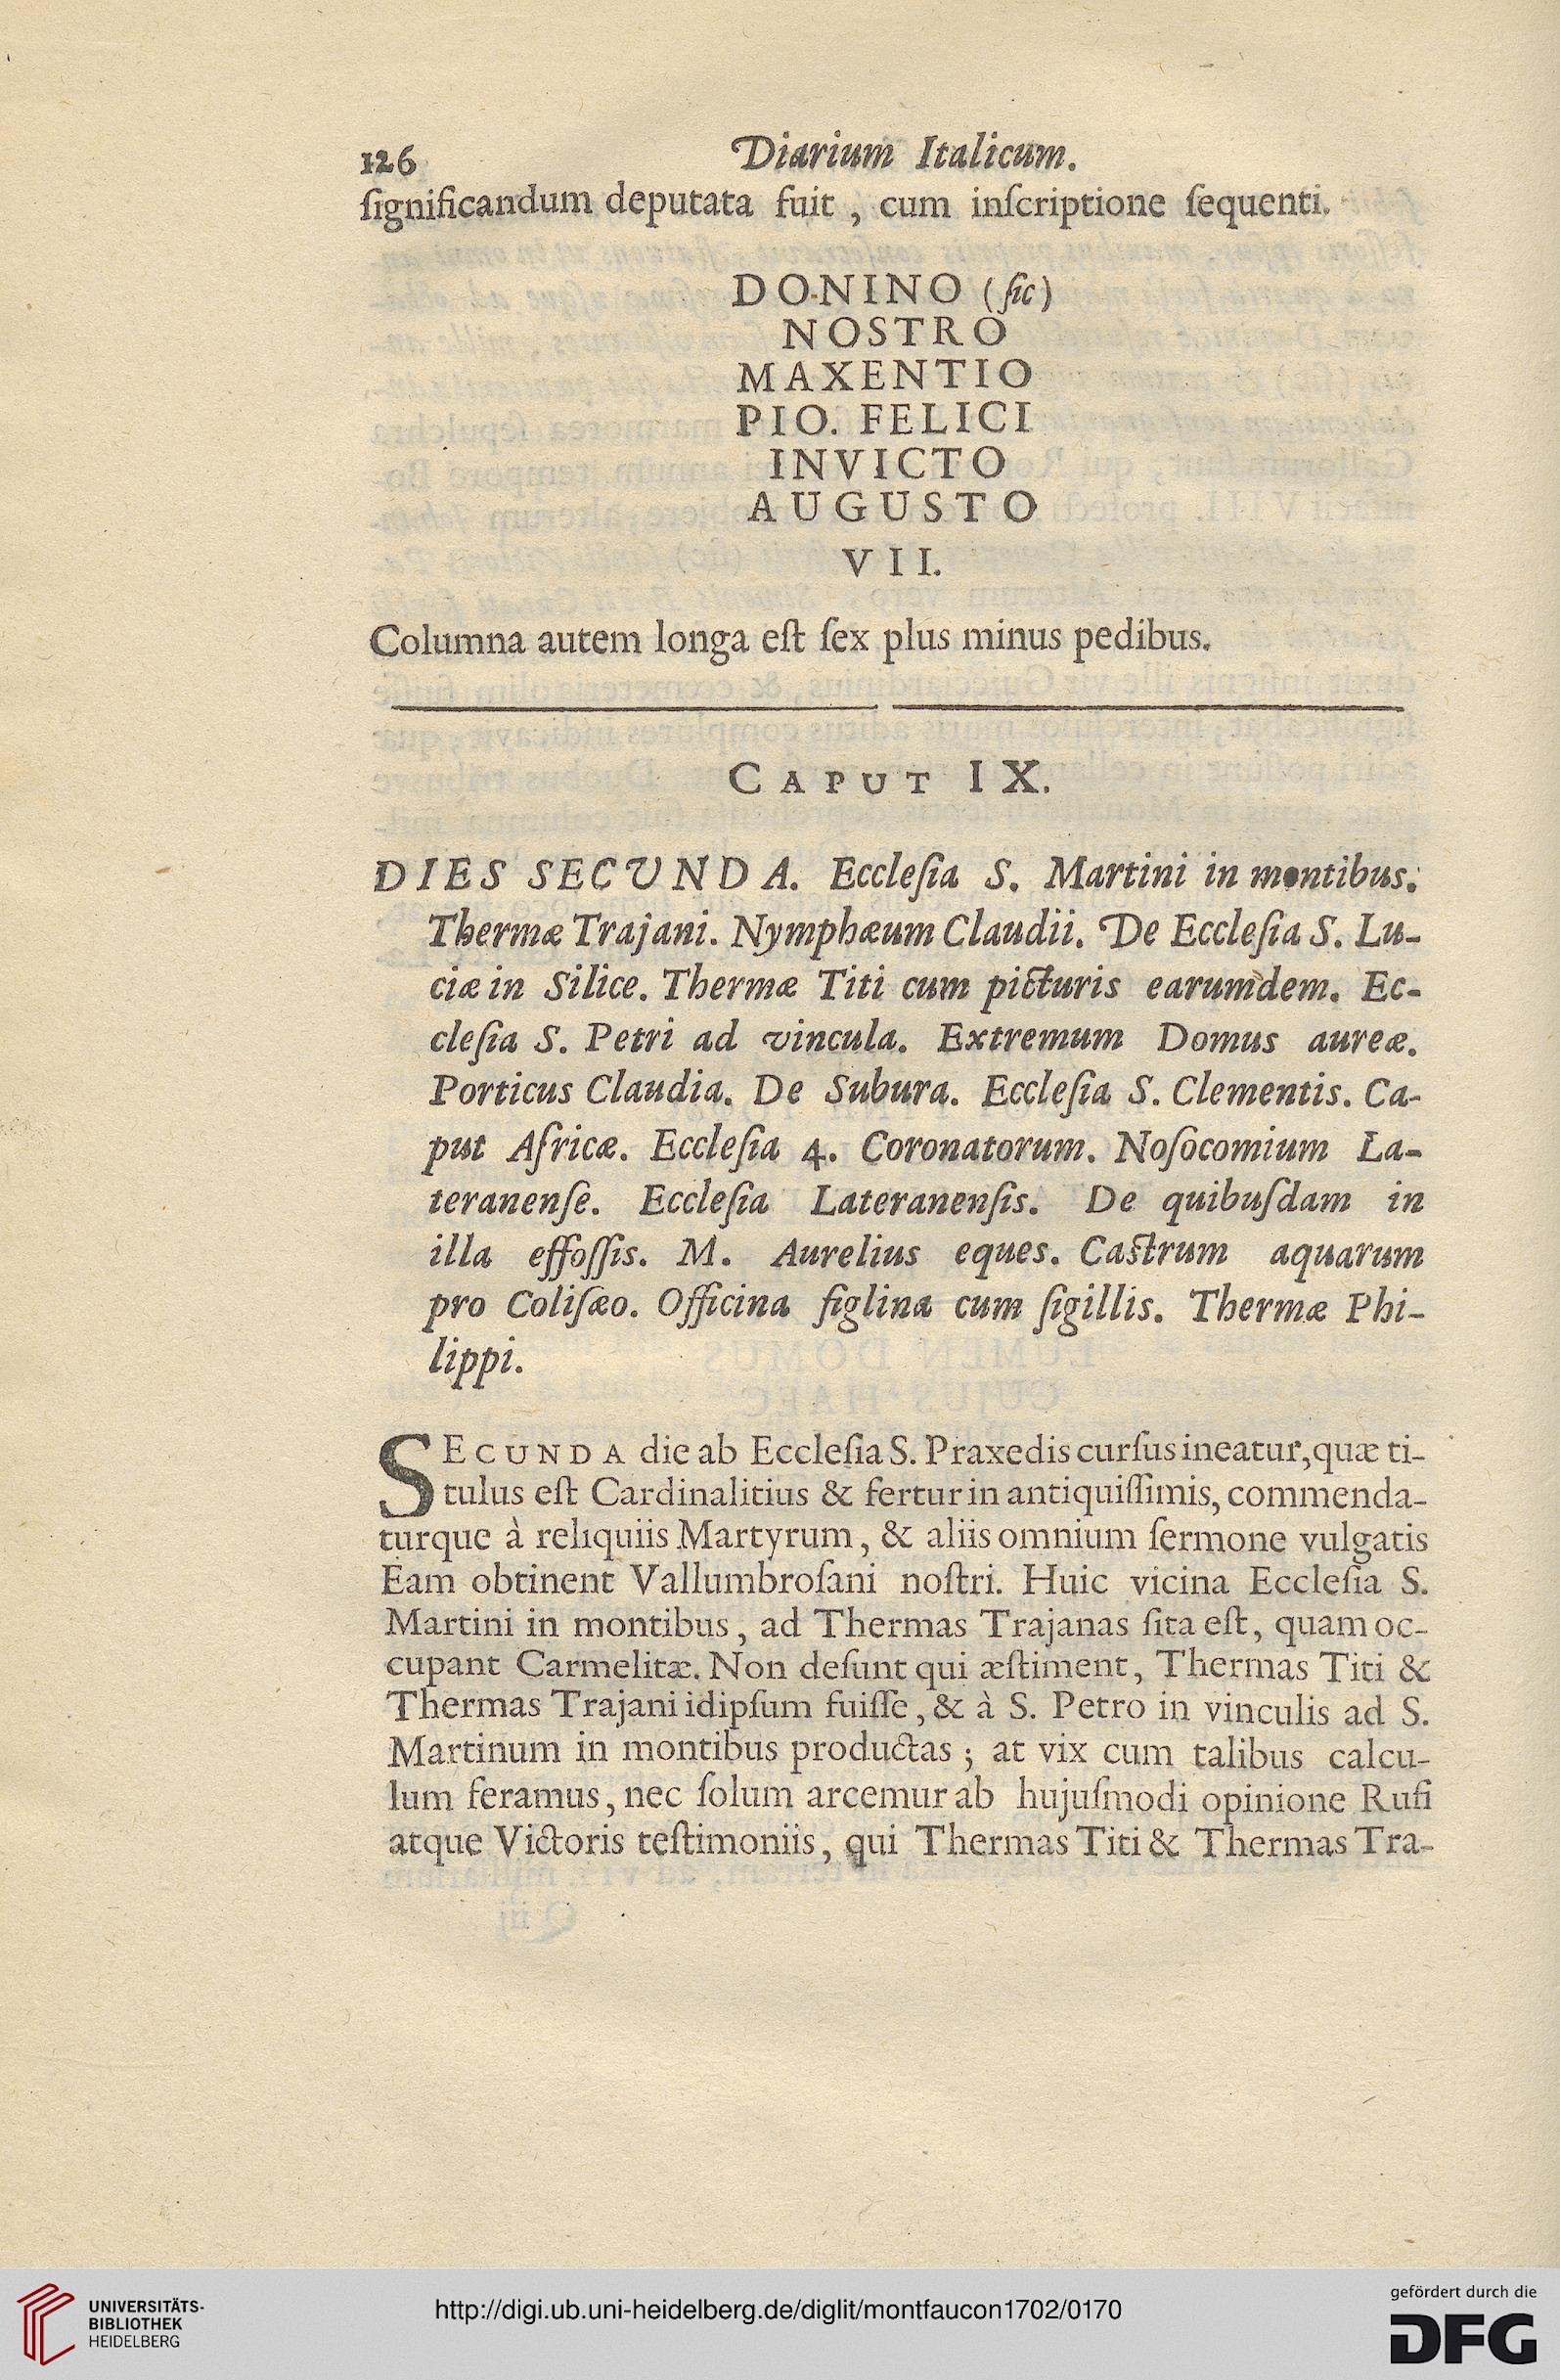 126 Diarium Italicum.
ſignificandum deputata fuit , cum inſcriptione ſequenti.
DONINO (ſic)
NOSTRO
MAXENTIO
PIO. FELICI
INVICTO
AUGUSTO
VII.
Columna autem longa eſt ſex plus minus pedibus.
CAPUT IX.
DIES SECUNDA. Eccleſia S. Martini in montibus.
Thermæ Trajani. Nymphæum Claudii. De Eccleſia S. Lu-
ciæ in Silice. Thermæ Titi cum picturis earumdem. Ec-
cleſia S. Petri ad vincula. Extremum Domus aureæ.
Porticus Claudia. De Subura. Eccleſia S. Clementis. Ca-
put Africæ. Eccleſia 4. Coronatorum. Noſocomium La-
teranenſe. Eccleſia Lateranenſis. De quibuſdam in
illa effoſſis. M. Aurelius eques. Caſtrum aquarum
pro Coliſæo. Officina figlina cum ſigillis. Thermæ Phi-
lippi.
SECUNDA die ab Eccleſia S. Praxedis curſus ineatur, quæ ti-
tulus eſt Cardinalitius & fertur in antiquiſſimis, commenda-
turque à reliquiis Martyrum, & aliis omnium ſermone vulgatis
Eam obtinent Vallumbroſani noſtri. Huic vicina Eccleſia S.
Martini in montibus, ad Thermas Trajanas ſita eſt, quam oc-
cupant Carmelitæ. Non deſunt qui æſtiment, Thermas Titi &
Thermas Trajani idipſum fuiſſe, & à S. Petro in vinculis ad S.
Martinum in montibus productas ; at vix cum talibus calcu-
lum feramus, nec ſolum arcemur ab hujuſmodi opinione Rufi
atque Victoris teſtimoniis, qui Thermas Titi & Thermas Tra-
UNIVERSITÄTS-
BIBLIOTHEK
HEIDELBERG
http://digi.ub.uni-heidelberg.de/diglit/montfaucon1702/0170
gefördert durch die
DFG